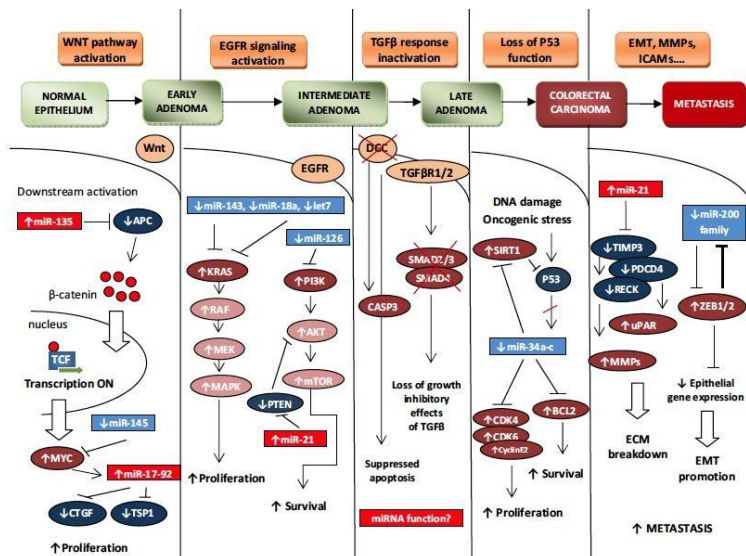 WNT pathway
activation
EGFR signaling
activation
TGFβ response
inactivation
Loss of P53
function
EMT, MMPs,
ICAMs....
NORMAL
EPITHELIUM
EARLY
ADENOMA
INTERMEDIATE
ADENOMA
LATE
ADENOMA
COLORECTAL
CARCINOMA
METASTASIS
Wnt
Downstream activation
↑miR-135
↓APC
β-catenin
nucleus
TCF
Transcription ON
↓miR-145
↑MYC
↑miR-17-92
↓CTGF
↓TSP1
↑Proliferation
EGFR
↓miR-143, ↓miR-18a, ↓let7
↓miR-126
↑KRAS
↑PI3K
↑RAF
↑AKT
↑MEK
↑mTOR
↑MAPK
↓PTEN
↑miR-21
↑Proliferation
↑ Survival
DCC
TGFβR1/2
SMAD2/3
SMAD4
CASP3
Loss of growth
inhibitory
effects
of TGFβ
Suppressed
apoptosis
miRNA function?
DNA damage
Oncogenic stress
↑SIRT1
P53
↓miR-34a-c
↑CDK4
↑CDK6
↑CyclinE2
↑BCL2
↑ Survival
↑ Proliferation
↑miR-21
↓miR-200
family
↓TIMP3
↓PDCD4
↓RECK
↑uPAR
↑ZEB1/2
↑MMPs
↓ Epithelial
gene expression
ECM
breakdown
EMT
promotion
↑ METASTASIS